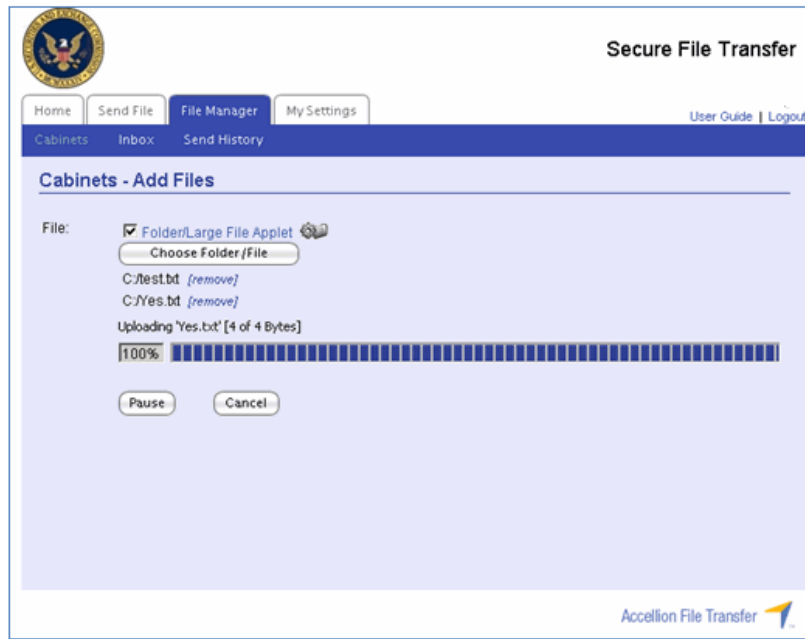 Secure File Transfer
Home Send File File Manager My Settings
User Guide | Logout
Cabinets Inbox Send History
Cabinets - Add Files
File: Folder/Large File Applet
Choose Folder/File
C:/test.txt [remove]
C:/Yes.txt [remove]
Uploading 'Yes.txt' [4 of 4 Bytes]
100%
Pause Cancel
Accellion File Transfer